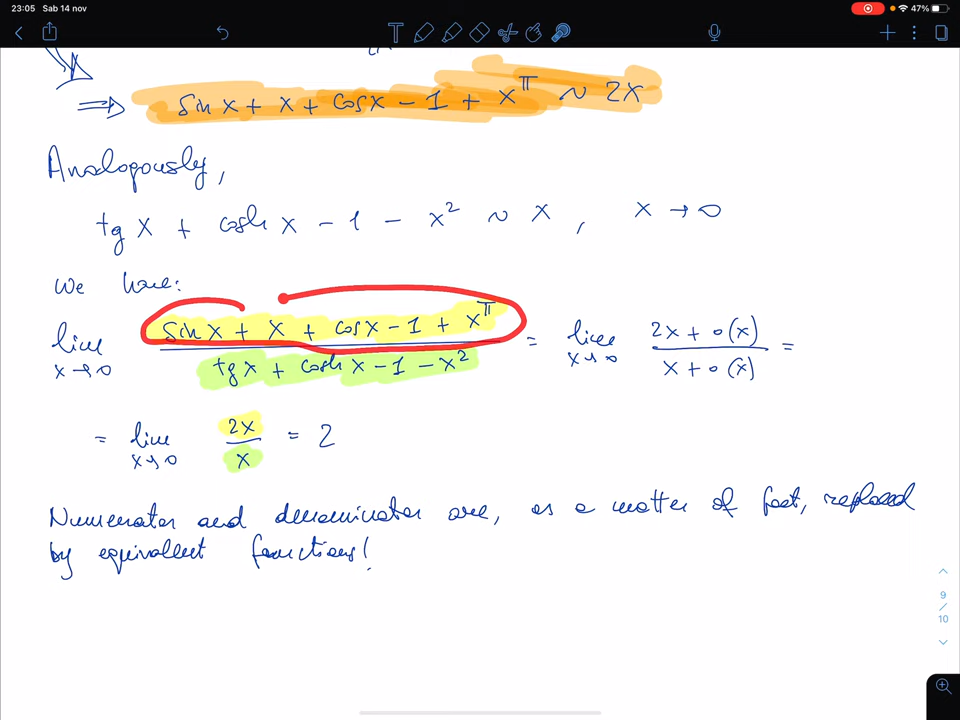 23:05 Sab 14 nov 47%
⇒ sin x + x + cos x − 1 + x^π ~ 2x
Analogously,
tg x + cosh x − 1 − x² ~ x , x → 0
We have:
lim x→0 (sin x + x + cos x − 1 + x^π) / (tg x + cosh x − 1 − x²) = lim x→0 (2x + o(x)) / (x + o(x)) =
= lim x→0 2x / x = 2
Numerator and denominator are, as a matter of fact, replaced
by equivalent functions!
9 / 10